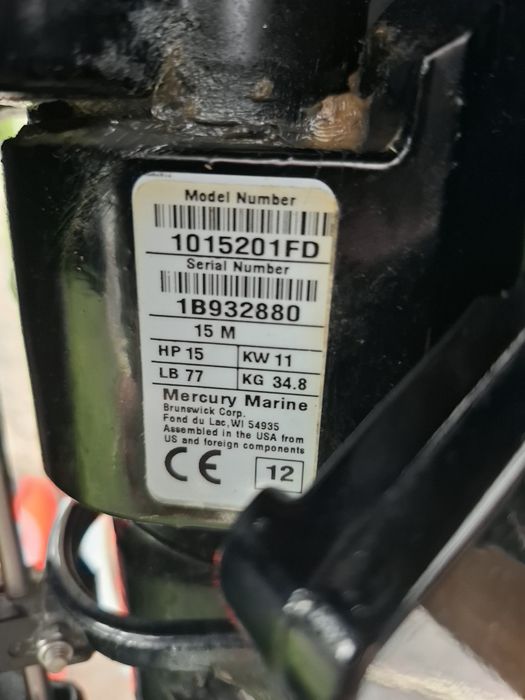 Model Number
1015201FD
Serial Number
1B932880
15 M
HP 15 KW 11
LB 77 KG 34.8
Mercury Marine
Brunswick Corp.
Fond du Lac, WI 54935
Assembled in the USA from
US and foreign components
CE 12